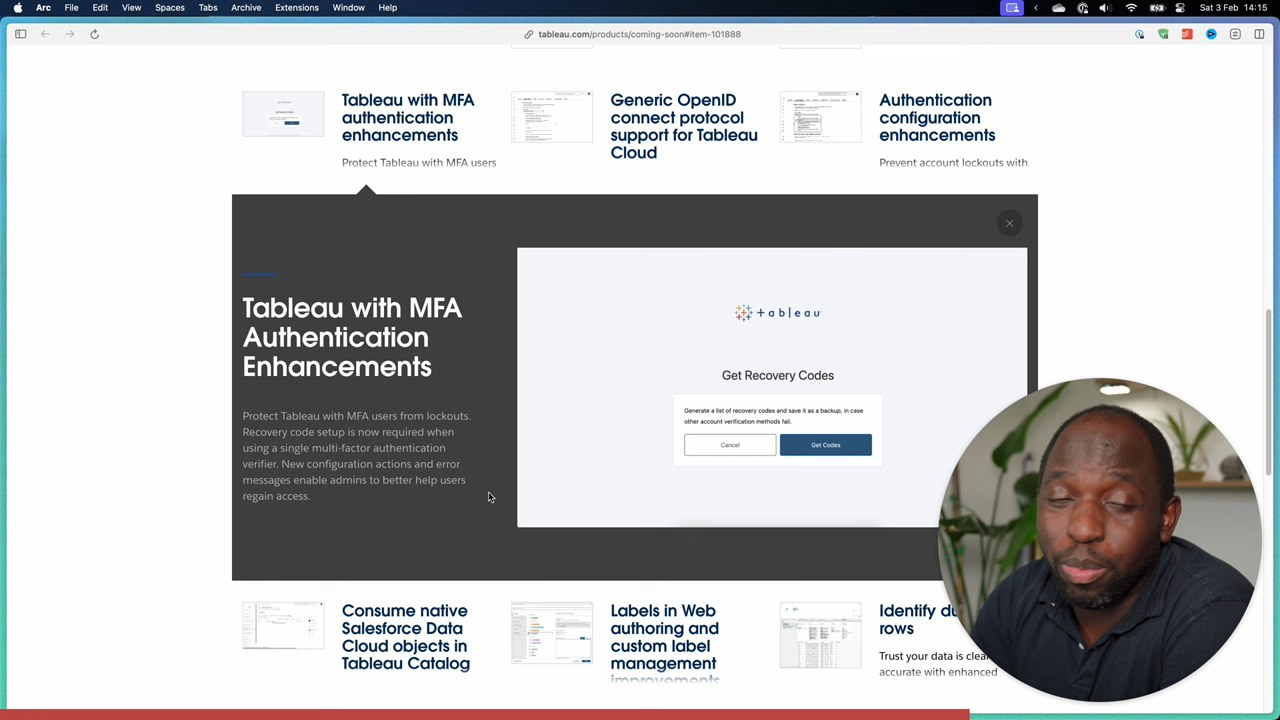 Arc File Edit View Spaces Tabs Archive Extensions Window Help Sat 3 Feb 14:15
tableau.com/products/coming-soon#item-101888
Tableau with MFA
authentication
enhancements
Protect Tableau with MFA users
Generic OpenID
connect protocol
support for Tableau
Cloud
Authentication
configuration
enhancements
Prevent account lockouts with
Tableau with MFA
Authentication
Enhancements
Protect Tableau with MFA users from lockouts.
Recovery code setup is now required when
using a single multi-factor authentication
verifier. New configuration actions and error
messages enable admins to better help users
regain access.
+ableau
Get Recovery Codes
Generate a list of recovery codes and save it as a backup, in case
other account verification methods fail.
Cancel Get Codes
Consume native
Salesforce Data
Cloud objects in
Tableau Catalog
Labels in Web
authoring and
custom label
management
improvements
Identify du
rows
Trust your data is clea
accurate with enhanced